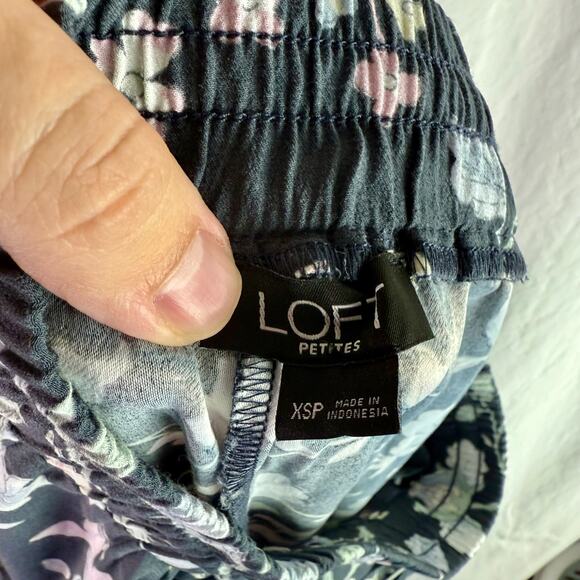 LOFT
PETITES
XSP
MADE IN
INDONESIA